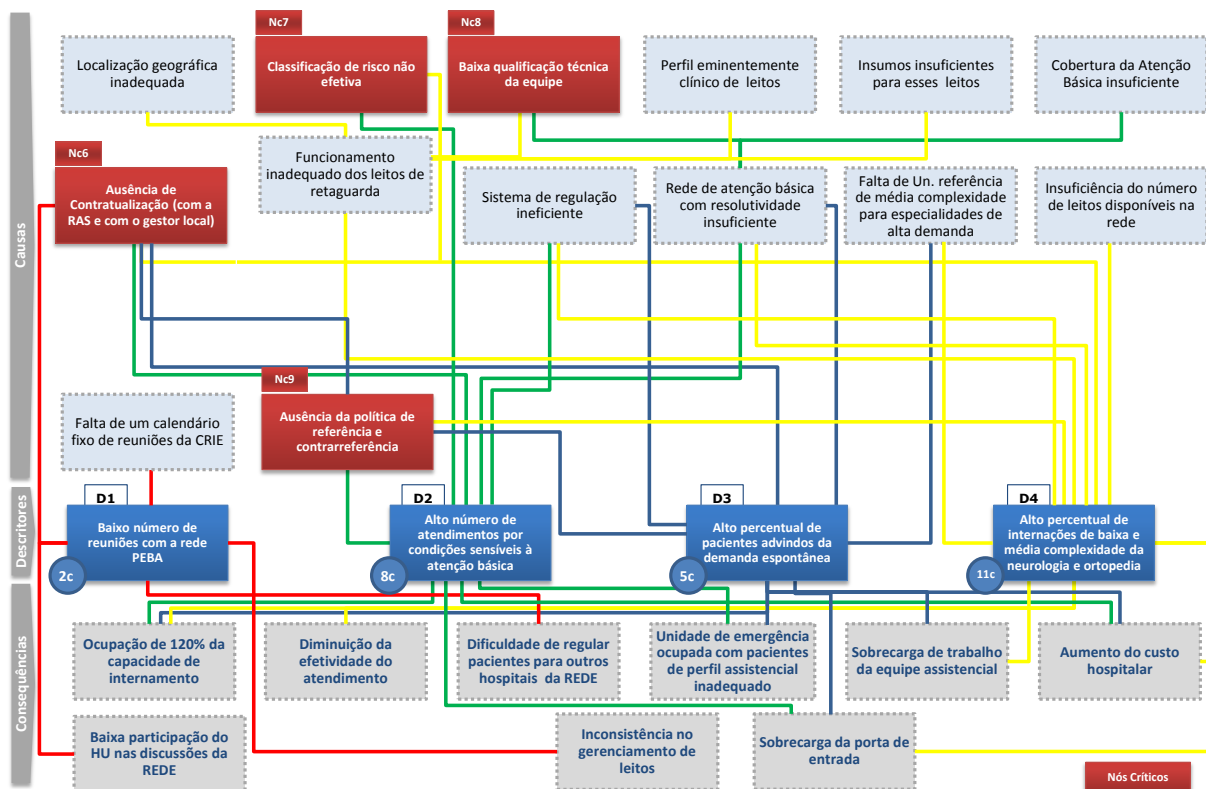 Causas
Nc7
Nc8
Localização geográfica
inadequada
Classificação de risco não
efetiva
Baixa qualificação técnica
da equipe
Perfil eminentemente
clínico de leitos
Insumos insuficientes
para esses leitos
Cobertura da Atenção
Básica insuficiente
Nc6
Ausência de
Contratualização (com a
RAS e com o gestor local)
Funcionamento
inadequado dos leitos de
retaguarda
Sistema de regulação
ineficiente
Rede de atenção básica
com resolutividade
insuficiente
Falta de Un. referência
de média complexidade
para especialidades de
alta demanda
Insuficiência do número
de leitos disponíveis na
rede
Nc9
Falta de um calendário
fixo de reuniões da CRIE
Ausência da política de
referência e
contrarreferência
Descritores
D1
Baixo número de
reuniões com a rede
PEBA
2c
D2
Alto número de
atendimentos por
condições sensíveis à
atenção básica
8c
D3
Alto percentual de
pacientes advindos da
demanda espontânea
5c
D4
Alto percentual de
internações de baixa e
média complexidade da
neurologia e ortopedia
11c
Consequências
Ocupação de 120% da
capacidade de
internamento
Diminuição da
efetividade do
atendimento
Dificuldade de regular
pacientes para outros
hospitais da REDE
Unidade de emergência
ocupada com pacientes
de perfil assistencial
inadequado
Sobrecarga de trabalho
da equipe assistencial
Aumento do custo
hospitalar
Baixa participação do
HU nas discussões da
REDE
Inconsistência no
gerenciamento de
leitos
Sobrecarga da porta de
entrada
Nós Críticos